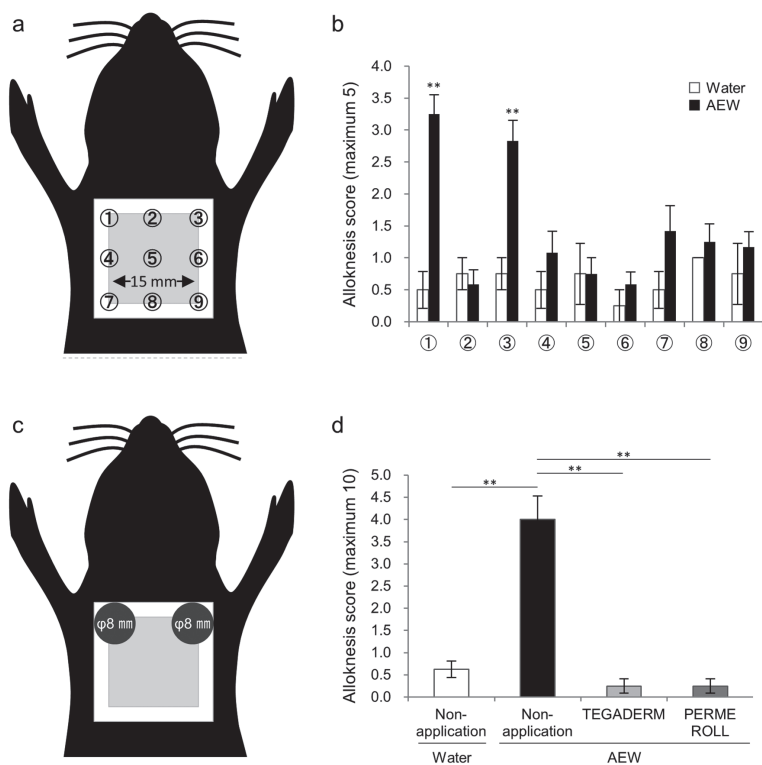 a
① ② ③
④ ⑤ ⑥
15 mm
⑦ ⑧ ⑨
b
Alloknesis score (maximum 5)
4.0
3.5
3.0
2.5
2.0
1.5
1.0
0.5
0.0
** **
Water
AEW
① ② ③ ④ ⑤ ⑥ ⑦ ⑧ ⑨
c
φ8 mm φ8 mm
d
Alloknesis score (maximum 10)
5.0
4.5
4.0
3.5
3.0
2.5
2.0
1.5
1.0
0.5
0.0
**
**
**
Non-
application
Non-
application
TEGADERM
PERME
ROLL
Water
AEW